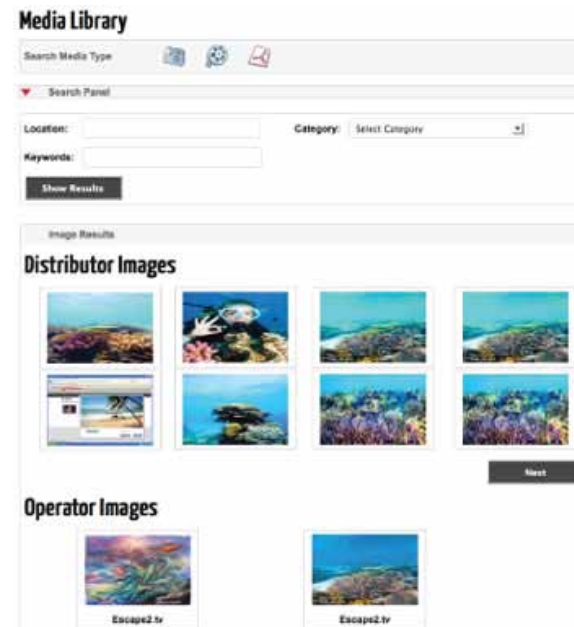 Media Library
Search Media Type
Search Panel
Location:
Category: Select Category
Keywords:
Show Results
Image Results
Distributor Images
Next
Operator Images
Escape2.tv Escape2.tv